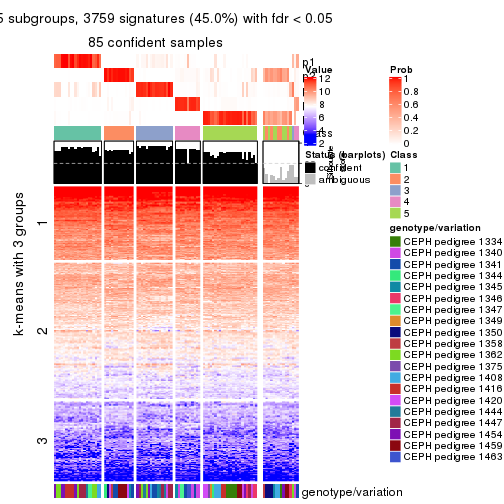 5 subgroups, 3759 signatures (45.0%) with fdr < 0.05
85 confident samples
Value
12
10
8
6
4
2
Prob
1
0.8
0.6
0.4
0.2
0
Status (barplots)
confident
ambiguous
Class
1
2
3
4
5
genotype/variation
CEPH pedigree 1334
CEPH pedigree 1340
CEPH pedigree 1341
CEPH pedigree 1344
CEPH pedigree 1345
CEPH pedigree 1346
CEPH pedigree 1347
CEPH pedigree 1349
CEPH pedigree 1350
CEPH pedigree 1358
CEPH pedigree 1362
CEPH pedigree 1375
CEPH pedigree 1408
CEPH pedigree 1416
CEPH pedigree 1420
CEPH pedigree 1444
CEPH pedigree 1447
CEPH pedigree 1454
CEPH pedigree 1459
CEPH pedigree 1463
k-means with 3 groups
1
2
3
genotype/variation